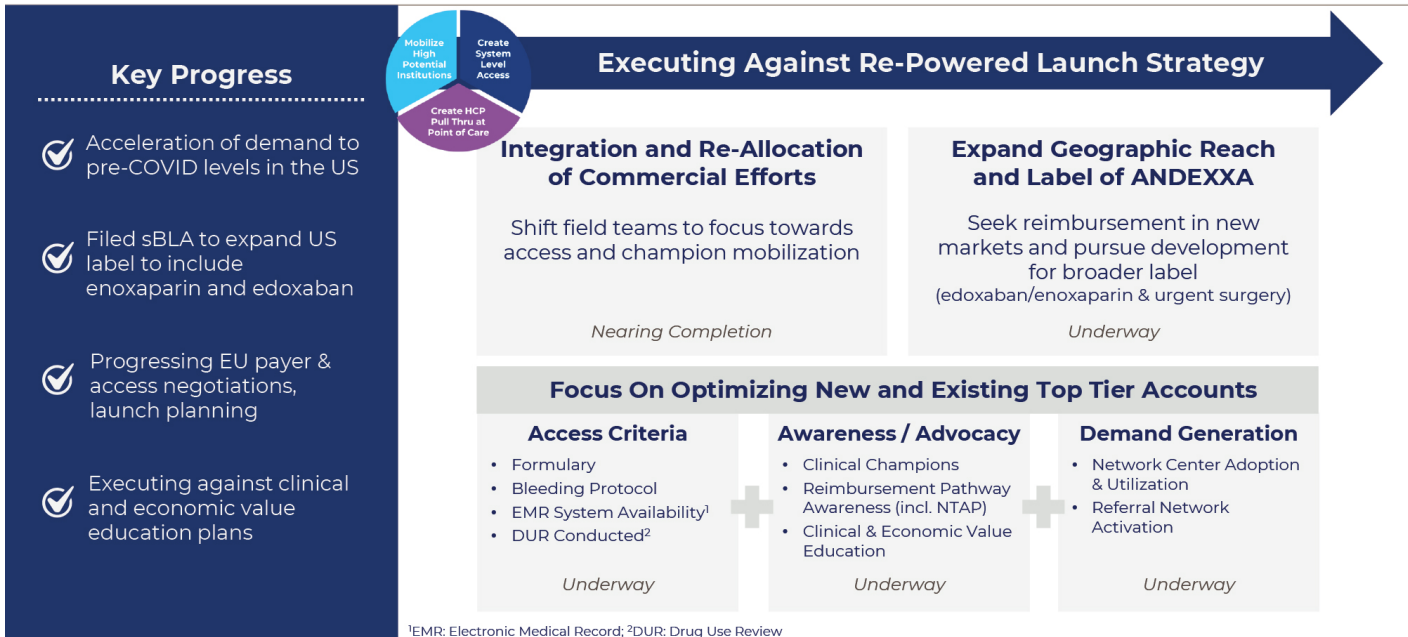 Key Progress
Acceleration of demand to
pre-COVID levels in the US
Filed sBLA to expand US
label to include
enoxaparin and edoxaban
Progressing EU payer &
access negotiations,
launch planning
Executing against clinical
and economic value
education plans
Mobilize
High
Potential
Institutions
Create
System
Level
Access
Create HCP
Pull Thru at
Point of Care
Executing Against Re-Powered Launch Strategy
Integration and Re-Allocation
of Commercial Efforts
Shift field teams to focus towards
access and champion mobilization
Nearing Completion
Expand Geographic Reach
and Label of ANDEXXA
Seek reimbursement in new
markets and pursue development
for broader label
(edoxaban/enoxaparin & urgent surgery)
Underway
Focus On Optimizing New and Existing Top Tier Accounts
Access Criteria
• Formulary
• Bleeding Protocol
• EMR System Availability¹
• DUR Conducted²
Underway
Awareness / Advocacy
• Clinical Champions
• Reimbursement Pathway
Awareness (incl. NTAP)
• Clinical & Economic Value
Education
Underway
Demand Generation
• Network Center Adoption
& Utilization
• Referral Network
Activation
Underway
¹EMR: Electronic Medical Record; ²DUR: Drug Use Review